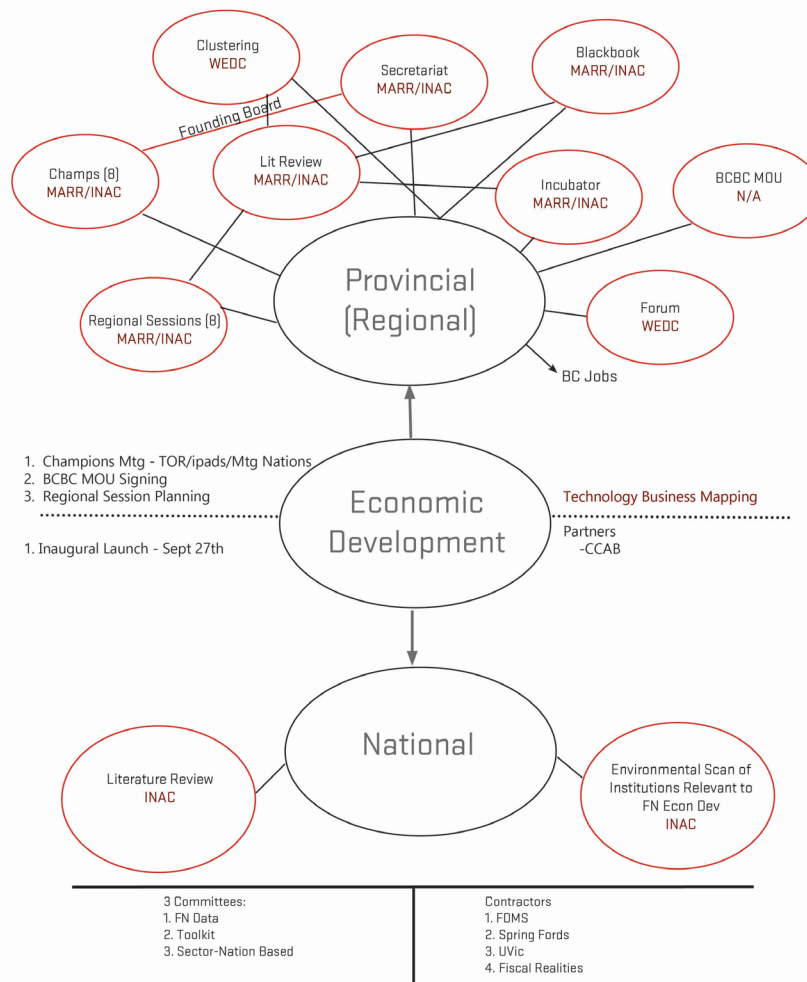 Clustering
WEDC
Secretariat
MARR/INAC
Blackbook
MARR/INAC
Founding Board
Champs (8)
MARR/INAC
Lit Review
MARR/INAC
Incubator
MARR/INAC
BCBC MOU
N/A
Provincial
(Regional)
Regional Sessions (8)
MARR/INAC
Forum
WEDC
BC Jobs
1. Champions Mtg - TOR/ipads/Mtg Nations
2. BCBC MOU Signing
3. Regional Session Planning
1. Inaugural Launch - Sept 27th
Economic
Development
Technology Business Mapping
Partners
-CCAB
National
Literature Review
INAC
Environmental Scan of
Institutions Relevant to
FN Econ Dev
INAC
3 Committees:
1. FN Data
2. Toolkit
3. Sector-Nation Based
Contractors
1. FDMS
2. Spring Fords
3. UVic
4. Fiscal Realities